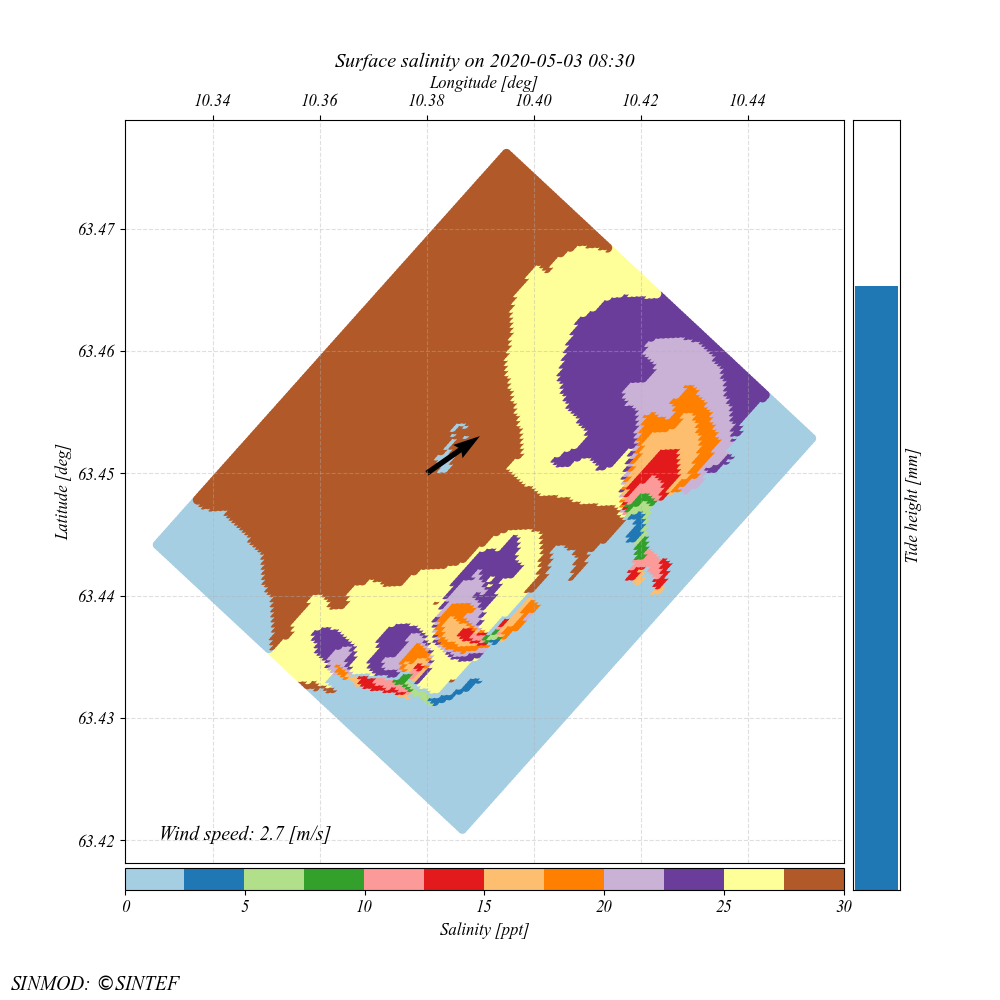 Surface salinity on 2020-05-03 08:30
Longitude [deg]
10.34 10.36 10.38 10.40 10.42 10.44
63.47
63.46
63.45
63.44
63.43
63.42
Latitude [deg]
Tide height [mm]
Wind speed: 2.7 [m/s]
0 5 10 15 20 25 30
Salinity [ppt]
SINMOD: ©SINTEF